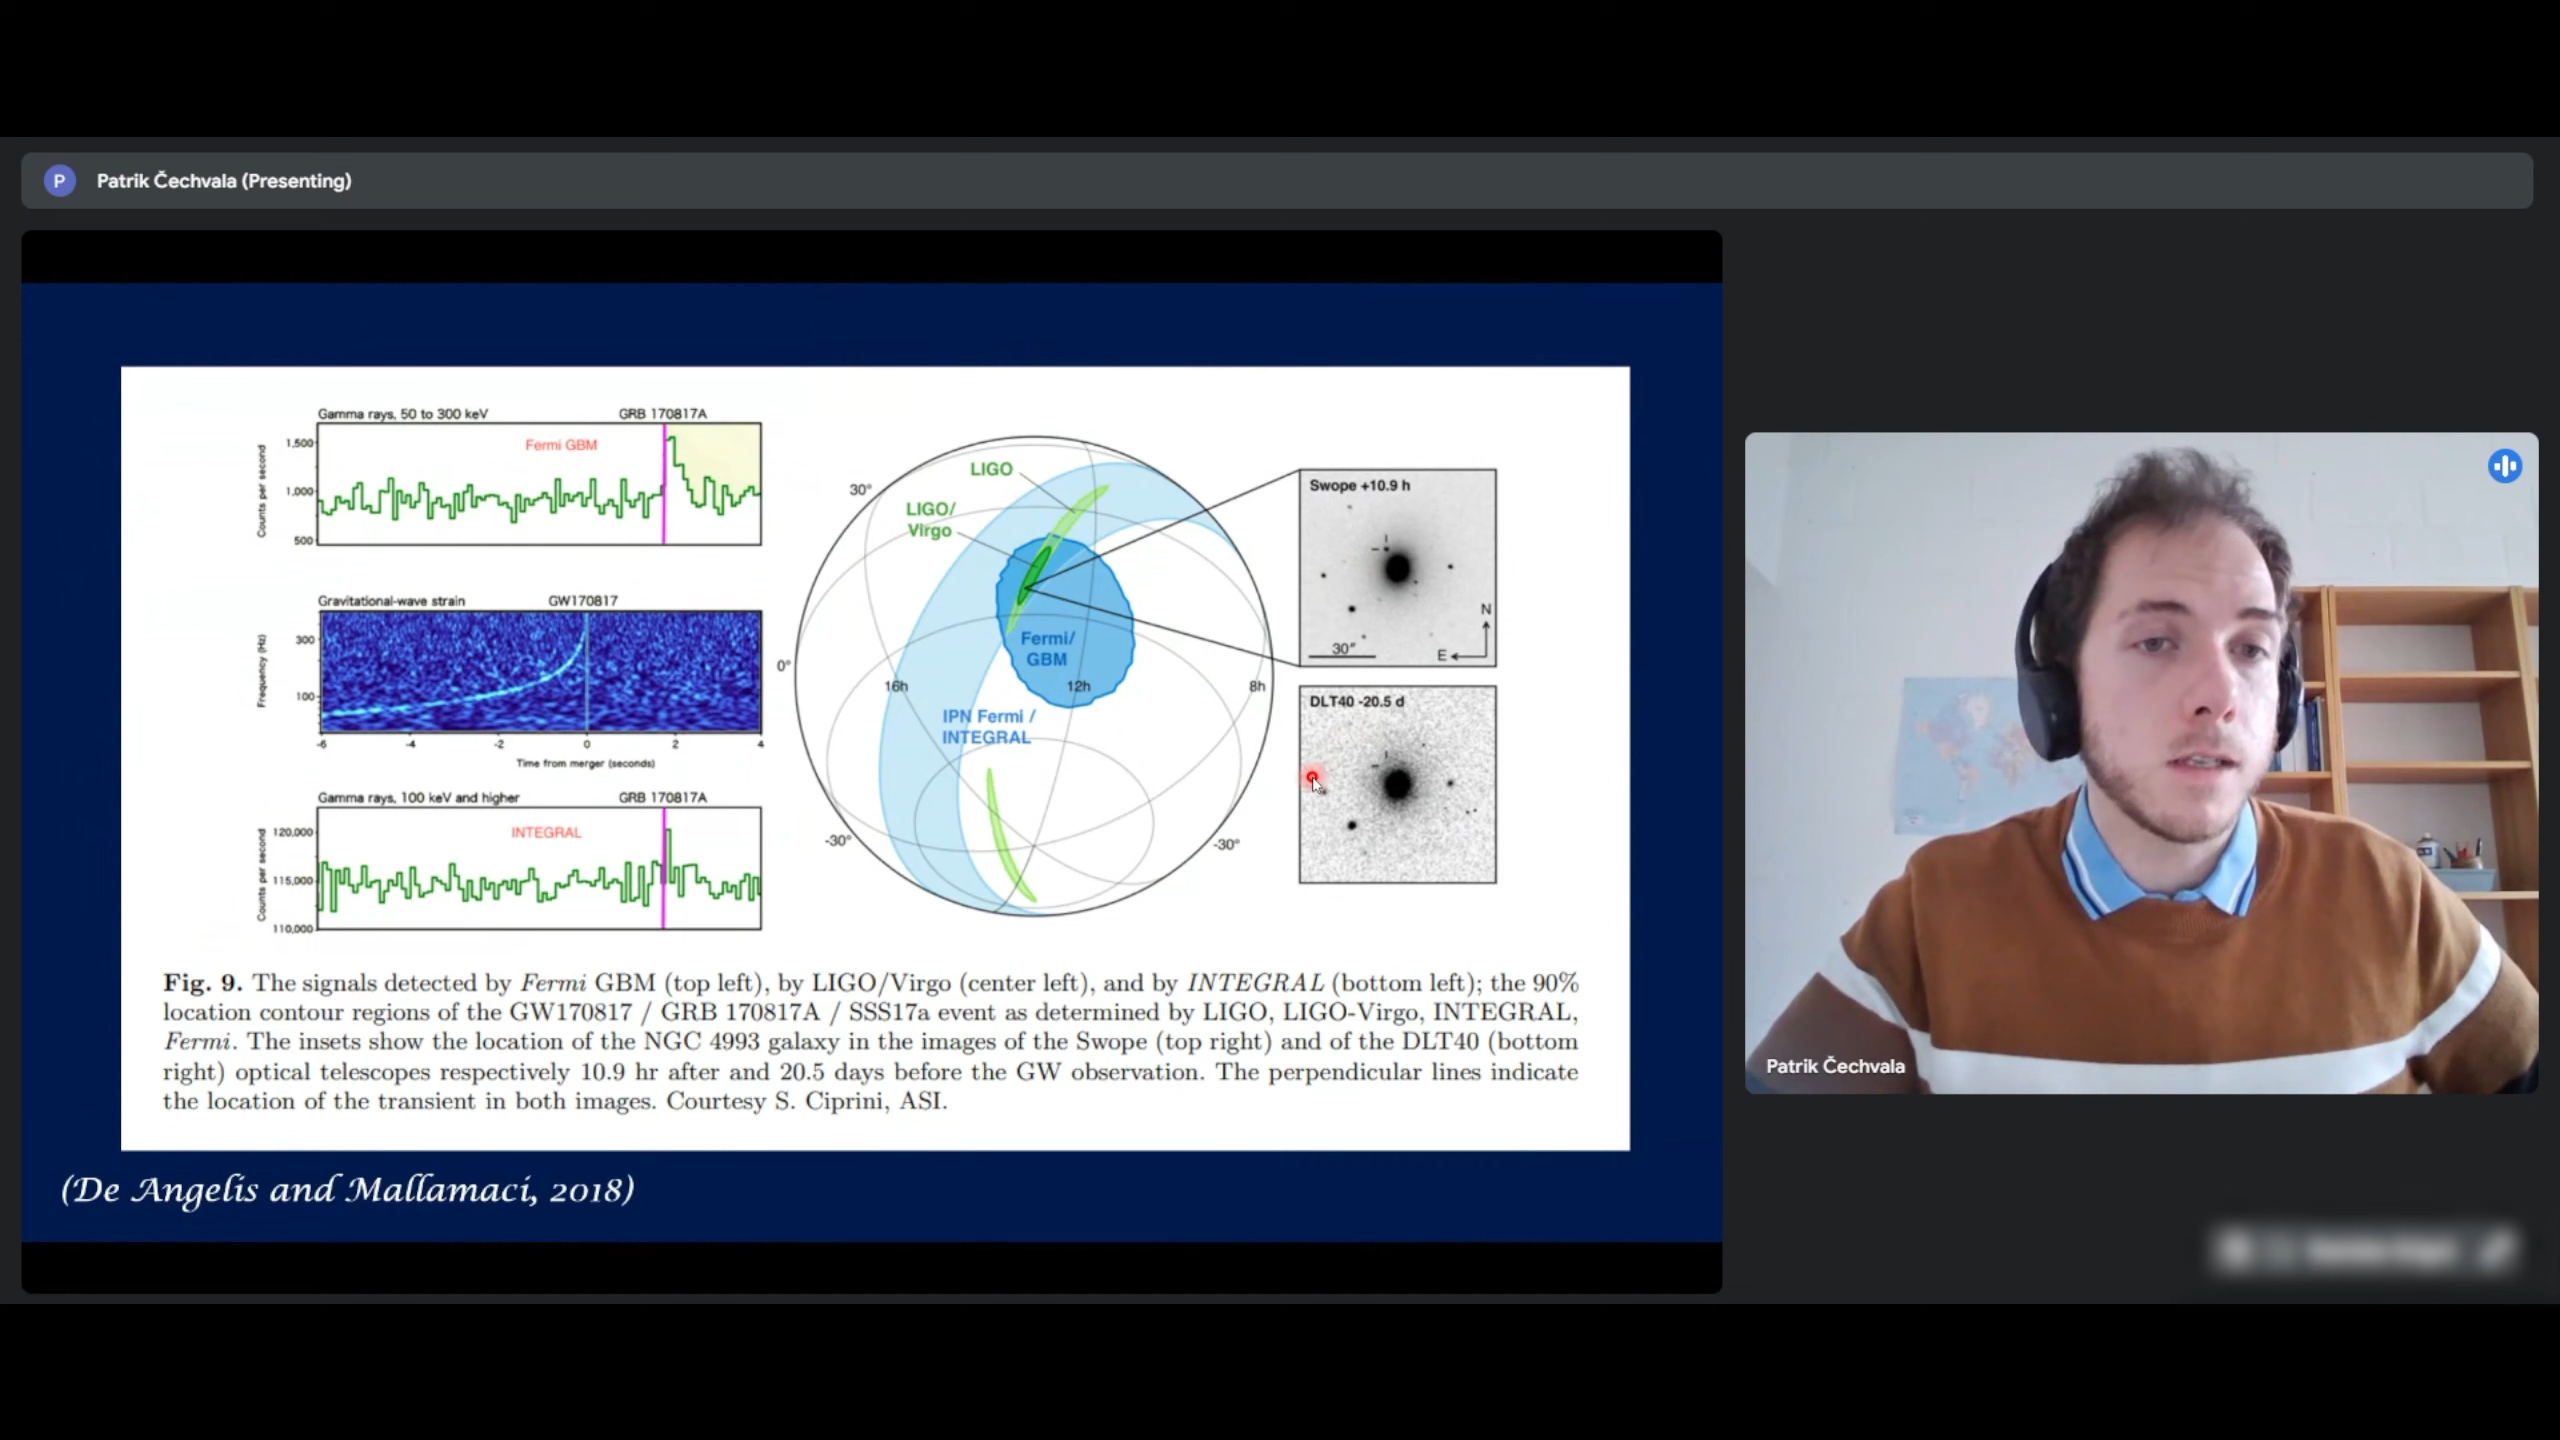 P Patrik Čechvala (Presenting)
Gamma rays, 50 to 300 keV GRB 170817A
Fermi GBM
Counts per second
1,500
1,000
500
Gravitational-wave strain GW170817
Frequency (Hz)
300
100
-6 -4 -2 0 2 4
Time from merger (seconds)
Gamma rays, 100 keV and higher GRB 170817A
INTEGRAL
Counts per second
120,000
115,000
110,000
LIGO
LIGO/
Virgo
Fermi/
GBM
IPN Fermi /
INTEGRAL
30°
0°
-30°
-30°
16h 12h 8h
Swope +10.9 h
N
30"
E
DLT40 -20.5 d
Fig. 9. The signals detected by Fermi GBM (top left), by LIGO/Virgo (center left), and by INTEGRAL (bottom left); the 90%
location contour regions of the GW170817 / GRB 170817A / SSS17a event as determined by LIGO, LIGO-Virgo, INTEGRAL,
Fermi. The insets show the location of the NGC 4993 galaxy in the images of the Swope (top right) and of the DLT40 (bottom
right) optical telescopes respectively 10.9 hr after and 20.5 days before the GW observation. The perpendicular lines indicate
the location of the transient in both images. Courtesy S. Ciprini, ASI.
(De Angelis and Mallamaci, 2018)
Patrik Čechvala